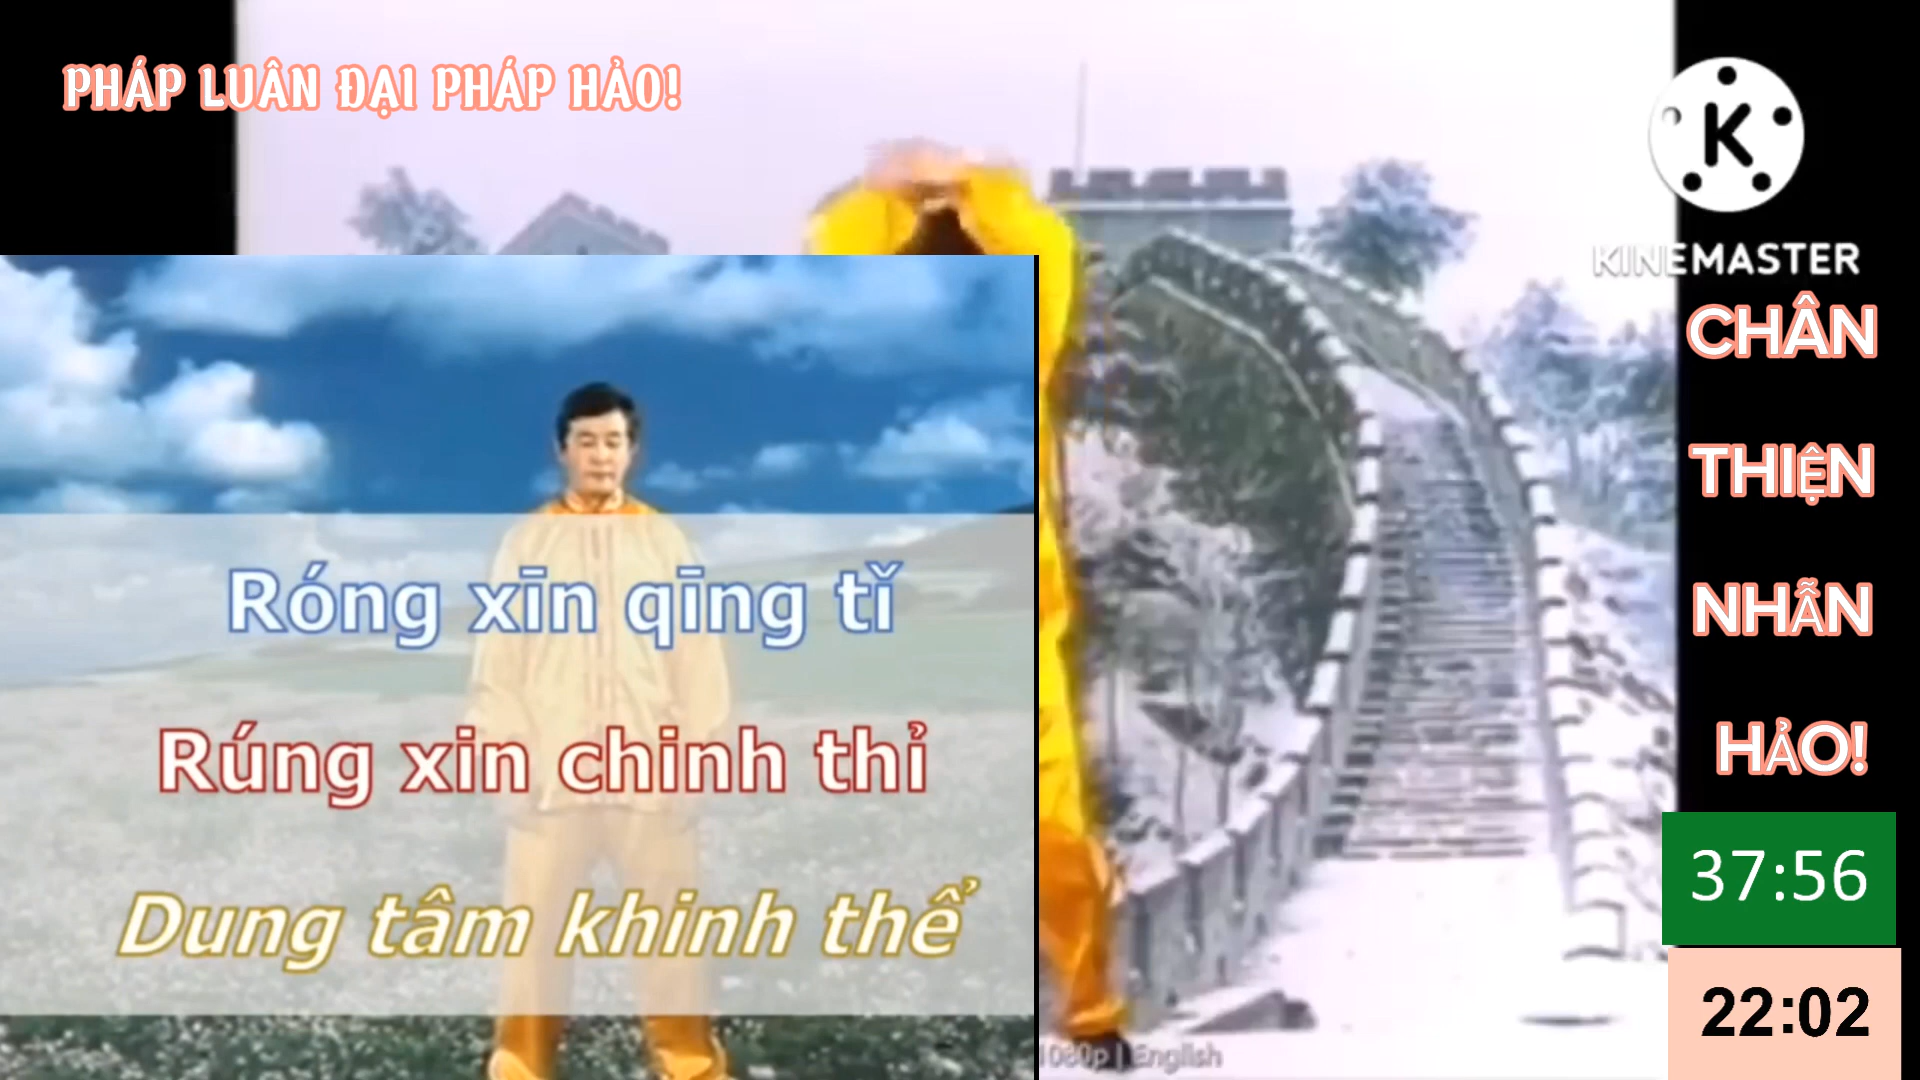 PHÁP LUÂN ĐẠI PHÁP HẢO!
K
KINEMASTER
CHÂN
THIỆN
NHẪN
HẢO!
Róng xīn qīng tǐ
Rúng xin chinh thỉ
Dung tâm khinh thể
37:56
22:02
1080p | English